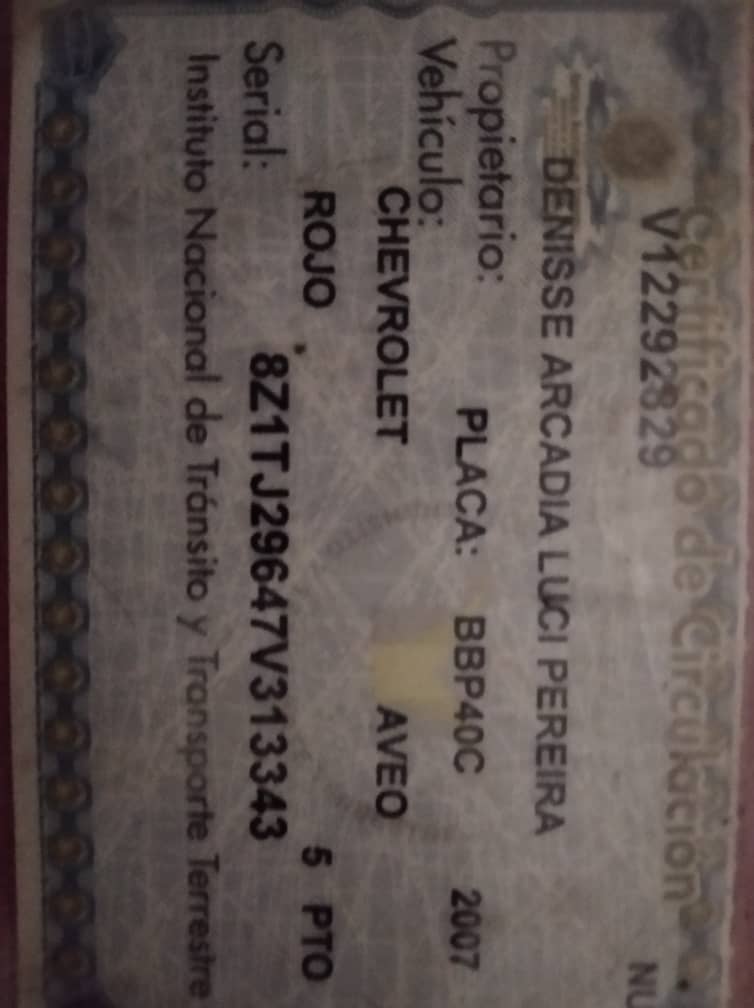 Certificado de Circulación
V12292829
NU
DENISSE ARCADIA LUCI PEREIRA
Propietario:
PLACA: BBP40C 2007
Vehículo:
CHEVROLET AVEO
ROJO 5 PTO
Serial: 8Z1TJ29647V313343
Instituto Nacional de Tránsito y Transporte Terrestre